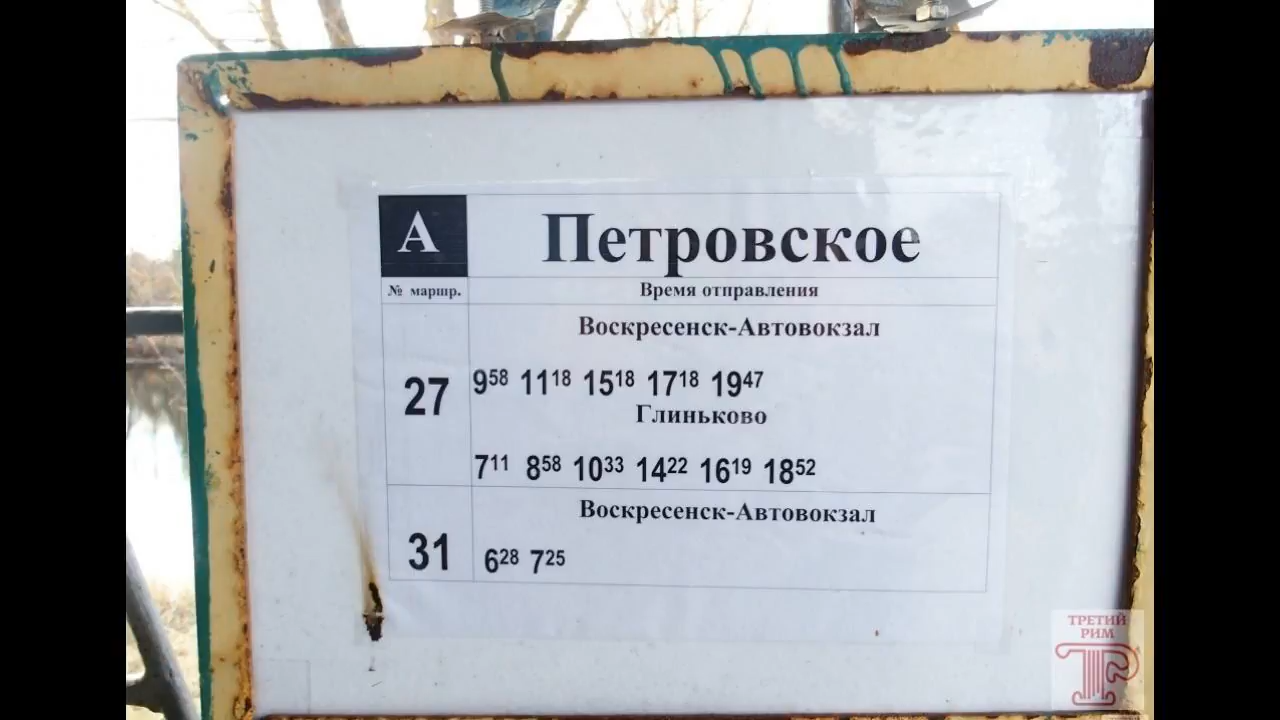 А Петровское
№ маршр. Время отправления
Воскресенск-Автовокзал
27
9⁵⁸ 11¹⁸ 15¹⁸ 17¹⁸ 19⁴⁷
Глиньково
7¹¹ 8⁵⁸ 10³³ 14²² 16¹⁹ 18⁵²
Воскресенск-Автовокзал
31 6²⁸ 7²⁵
ТРЕТИЙ
РИМ